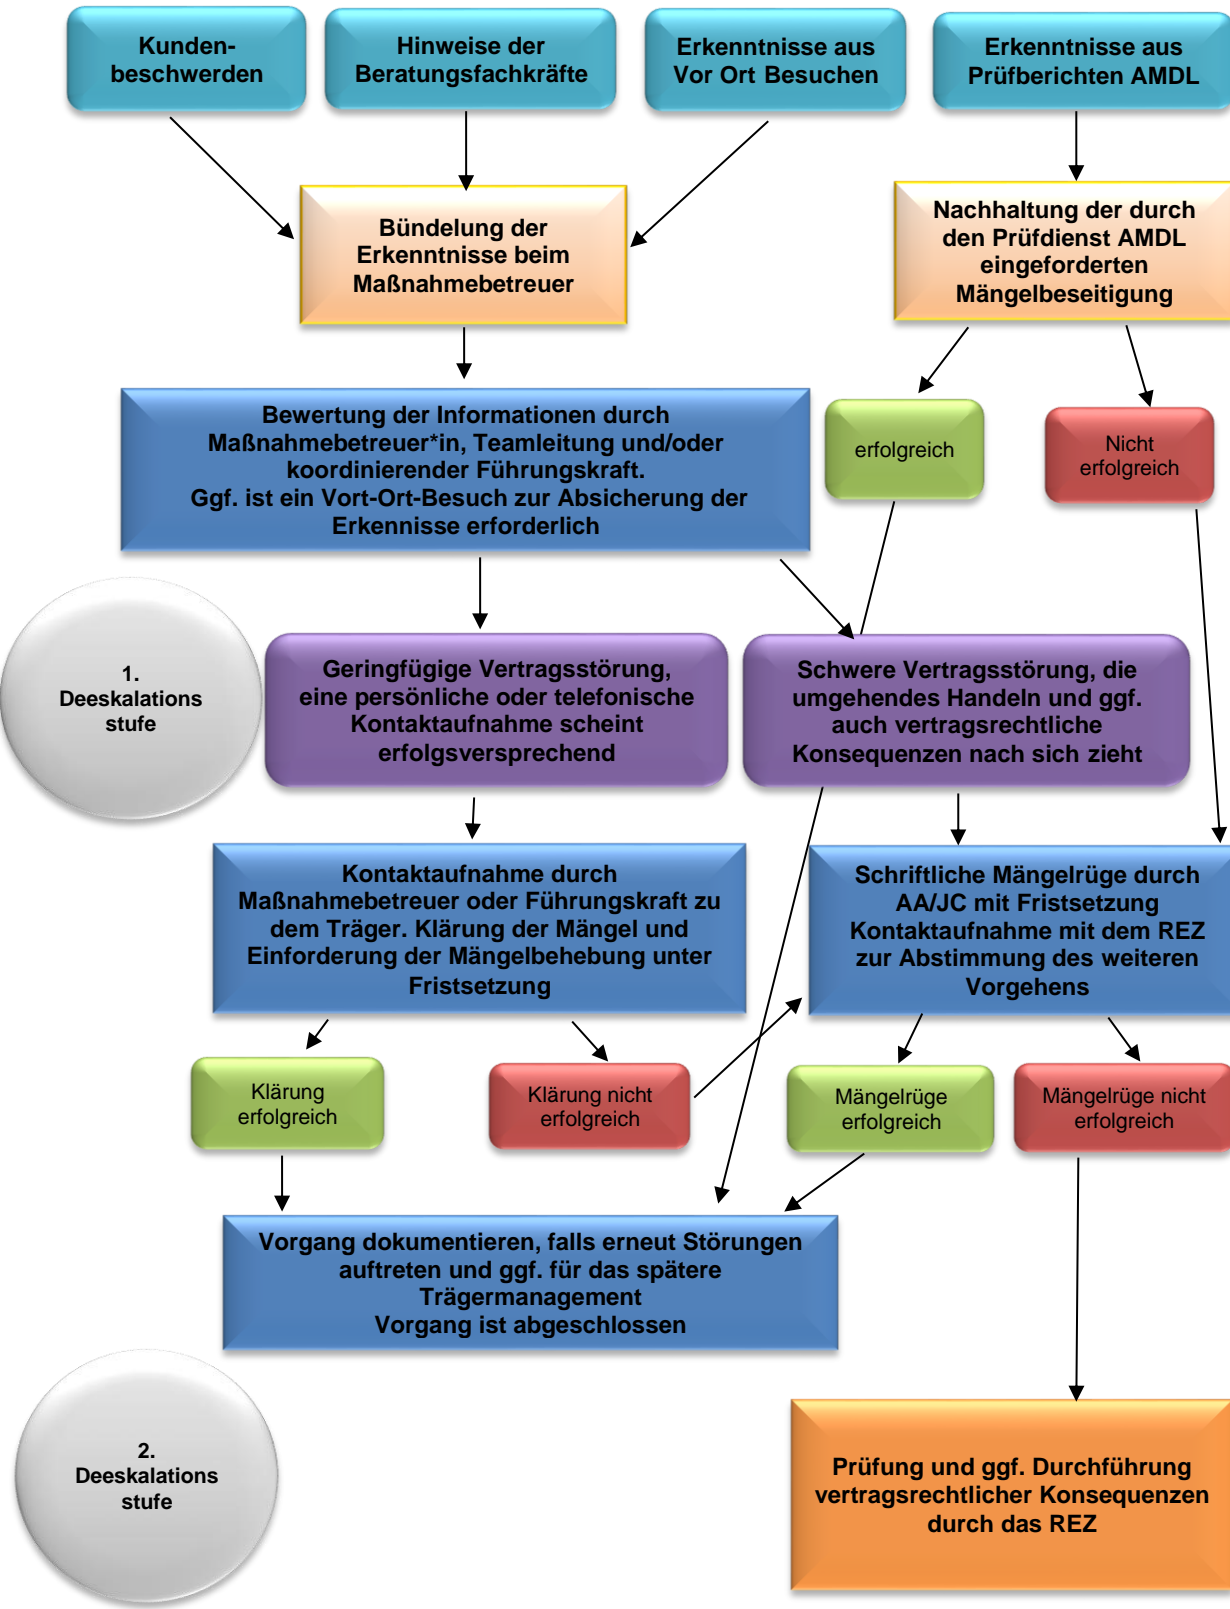 Kunden-
beschwerden
Hinweise der
Beratungsfachkräfte
Erkenntnisse aus
Vor Ort Besuchen
Erkenntnisse aus
Prüfberichten AMDL
Bündelung der
Erkenntnisse beim
Maßnahmebetreuer
Nachhaltung der durch
den Prüfdienst AMDL
eingeforderten
Mängelbeseitigung
Bewertung der Informationen durch
Maßnahmebetreuer*in, Teamleitung und/oder
koordinierender Führungskraft.
Ggf. ist ein Vort-Ort-Besuch zur Absicherung der
Erkennisse erforderlich
erfolgreich
Nicht
erfolgreich
1.
Deeskalations
stufe
Geringfügige Vertragsstörung,
eine persönliche oder telefonische
Kontaktaufnahme scheint
erfolgsversprechend
Schwere Vertragsstörung, die
umgehendes Handeln und ggf.
auch vertragsrechtliche
Konsequenzen nach sich zieht
Kontaktaufnahme durch
Maßnahmebetreuer oder Führungskraft zu
dem Träger. Klärung der Mängel und
Einforderung der Mängelbehebung unter
Fristsetzung
Schriftliche Mängelrüge durch
AA/JC mit Fristsetzung
Kontaktaufnahme mit dem REZ
zur Abstimmung des weiteren
Vorgehens
Klärung
erfolgreich
Klärung nicht
erfolgreich
Mängelrüge
erfolgreich
Mängelrüge nicht
erfolgreich
Vorgang dokumentieren, falls erneut Störungen
auftreten und ggf. für das spätere
Trägermanagement
Vorgang ist abgeschlossen
2.
Deeskalations
stufe
Prüfung und ggf. Durchführung
vertragsrechtlicher Konsequenzen
durch das REZ